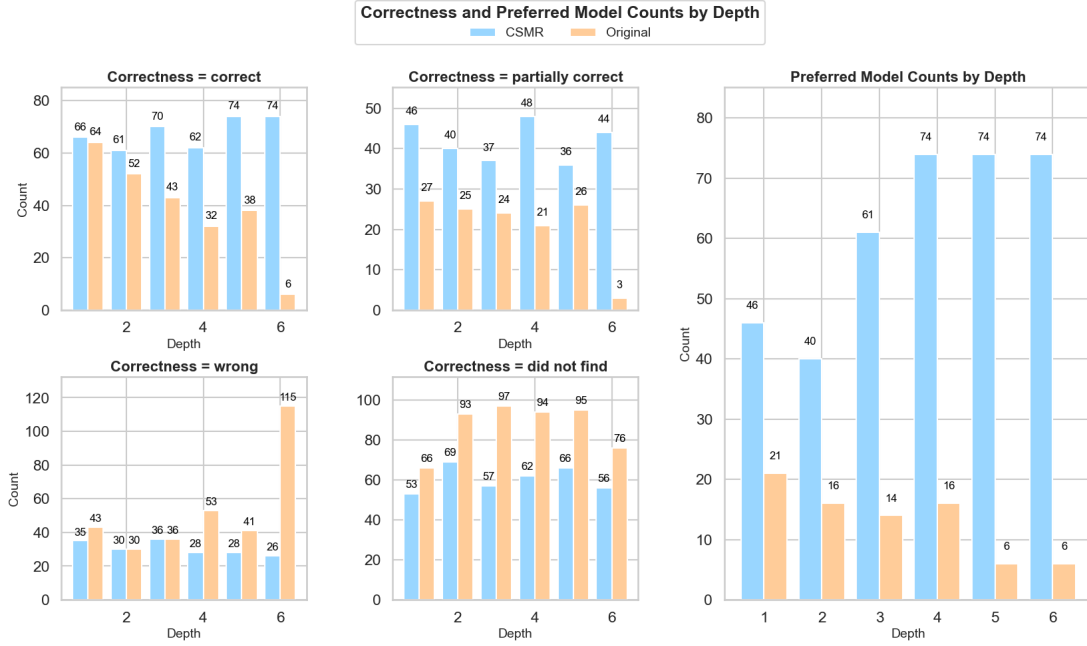 Correctness and Preferred Model Counts by Depth
CSMR Original
Correctness = correct
80
60
40
20
0
Count
66 64 61 52 70 43 62 32 74 38 74 6
2 4 6
Depth
Correctness = partially correct
50
40
30
20
10
0
46 27 40 25 37 24 48 21 36 26 44 3
2 4 6
Depth
Correctness = wrong
120
100
80
60
40
20
0
Count
35 43 30 30 36 36 28 53 28 41 26 115
2 4 6
Depth
Correctness = did not find
100
80
60
40
20
0
53 66 69 93 57 97 62 94 66 95 56 76
2 4 6
Depth
Preferred Model Counts by Depth
80
70
60
50
40
30
20
10
0
Count
46 21 40 16 61 14 74 16 74 6 74 6
1 2 3 4 5 6
Depth